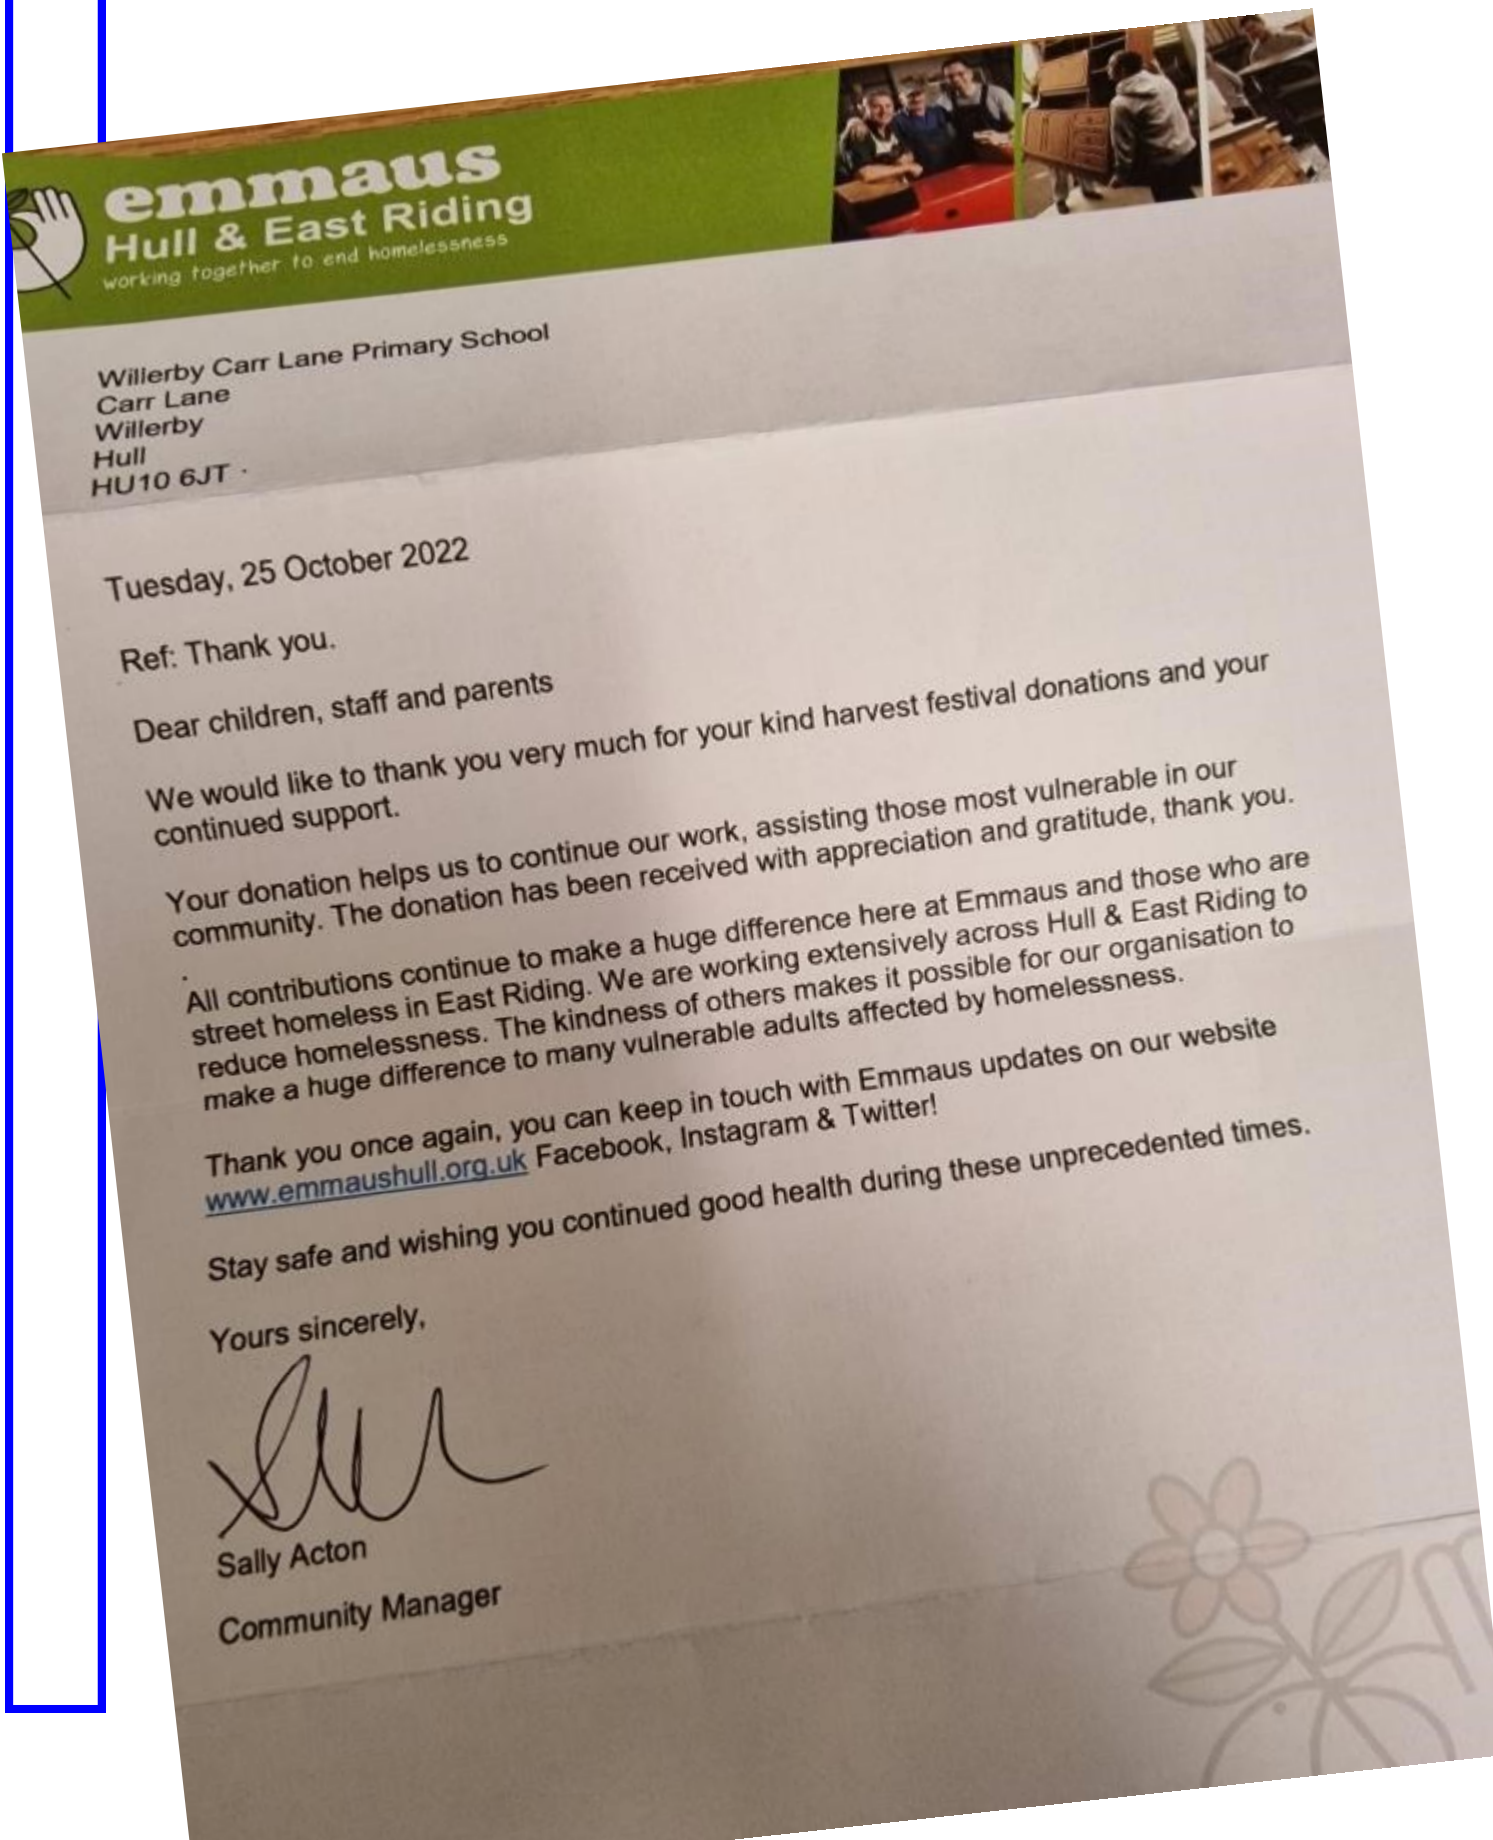 emmaus
Hull & East Riding
working together to end homelessness
Willerby Carr Lane Primary School
Carr Lane
Willerby
Hull
HU10 6JT
Tuesday, 25 October 2022
Ref: Thank you.
Dear children, staff and parents
We would like to thank you very much for your kind harvest festival donations and your
continued support.
Your donation helps us to continue our work, assisting those most vulnerable in our
community. The donation has been received with appreciation and gratitude, thank you.
.
All contributions continue to make a huge difference here at Emmaus and those who are
street homeless in East Riding. We are working extensively across Hull & East Riding to
reduce homelessness. The kindness of others makes it possible for our organisation to
make a huge difference to many vulnerable adults affected by homelessness.
Thank you once again, you can keep in touch with Emmaus updates on our website
www.emmaushull.org.uk Facebook, Instagram & Twitter!
Stay safe and wishing you continued good health during these unprecedented times.
Yours sincerely,
Sally Acton
Community Manager